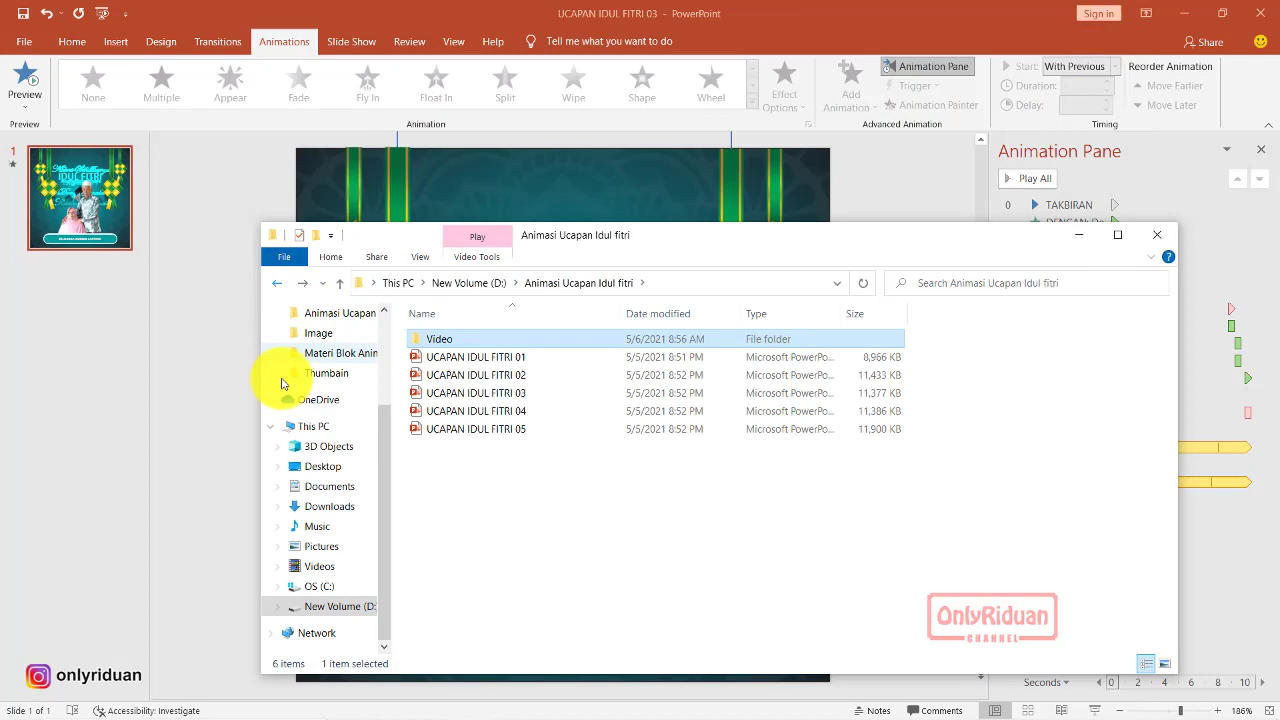 UCAPAN IDUL FITRI 03 - PowerPoint
Sign in
File Home Insert Design Transitions Animations Slide Show Review View Help Tell me what you want to do
Share
Preview
None Multiple Appear Fade Fly In Float In Split Wipe Shape Wheel
Effect
Options
Add
Animation
Animation Pane
Trigger
Animation Painter
Start: With Previous
Duration:
Delay:
Reorder Animation
Move Earlier
Move Later
Preview
Animation
Advanced Animation
Timing
1
IDUL FITRI
Animation Pane
Play All
0 TAKBIRAN
Play
Animasi Ucapan Idul fitri
File Home Share View Video Tools
This PC New Volume (D:) Animasi Ucapan Idul fitri
Search Animasi Ucapan Idul fitri
Animasi Ucapan
Image
Materi Blok Anin
Thumbain
OneDrive
This PC
3D Objects
Desktop
Documents
Downloads
Music
Pictures
Videos
OS (C:)
New Volume (D:
Network
Name Date modified Type Size
Video 5/6/2021 8:56 AM File folder
UCAPAN IDUL FITRI 01 5/5/2021 8:51 PM Microsoft PowerPo... 8,966 KB
UCAPAN IDUL FITRI 02 5/5/2021 8:52 PM Microsoft PowerPo... 11,433 KB
UCAPAN IDUL FITRI 03 5/5/2021 8:52 PM Microsoft PowerPo... 11,377 KB
UCAPAN IDUL FITRI 04 5/5/2021 8:52 PM Microsoft PowerPo... 11,386 KB
UCAPAN IDUL FITRI 05 5/5/2021 8:52 PM Microsoft PowerPo... 11,900 KB
OnlyRiduan
CHANNEL
6 items 1 item selected
onlyriduan
Seconds 0 2 4 6 8 10
Slide 1 of 1 Accessibility: Investigate
Notes Comments 186%